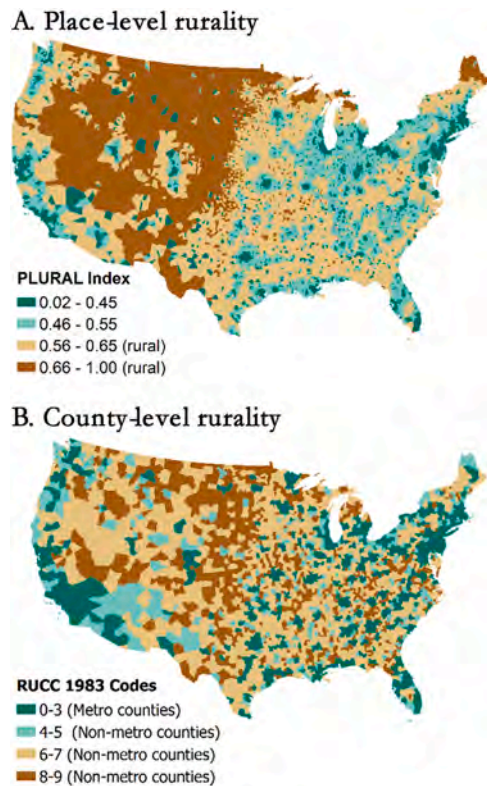 A. Place-level rurality
PLURAL Index
0.02 - 0.45
0.46 - 0.55
0.56 - 0.65 (rural)
0.66 - 1.00 (rural)
B. County-level rurality
RUCC 1983 Codes
0-3 (Metro counties)
4-5 (Non-metro counties)
6-7 (Non-metro counties)
8-9 (Non-metro counties)